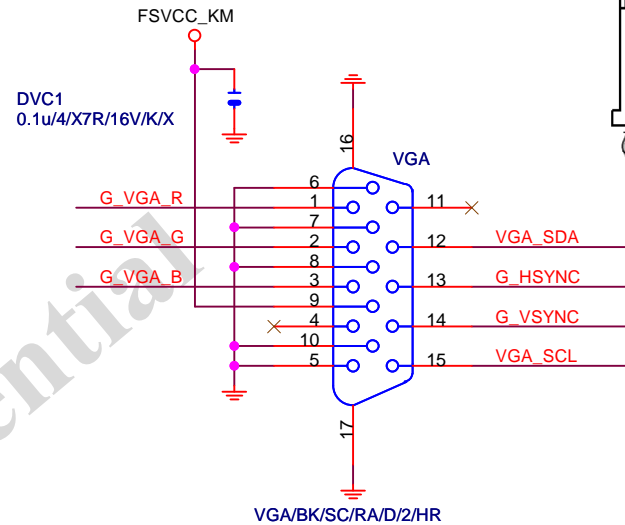 FSVCC_KM
DVC1
0.1u/4/X7R/16V/K/X
16
VGA
6
G_VGA_R 1 11
7
G_VGA_G 2 12 VGA_SDA
8
G_VGA_B 3 13 G_HSYNC
9
4 14 G_VSYNC
10
5 15 VGA_SCL
17
VGA/BK/SC/RA/D/2/HR
ential